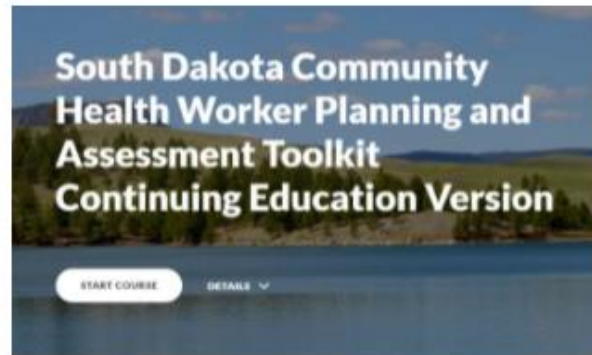 South Dakota Community
Health Worker Planning and
Assessment Toolkit
Continuing Education Version
START COURSE DETAILS